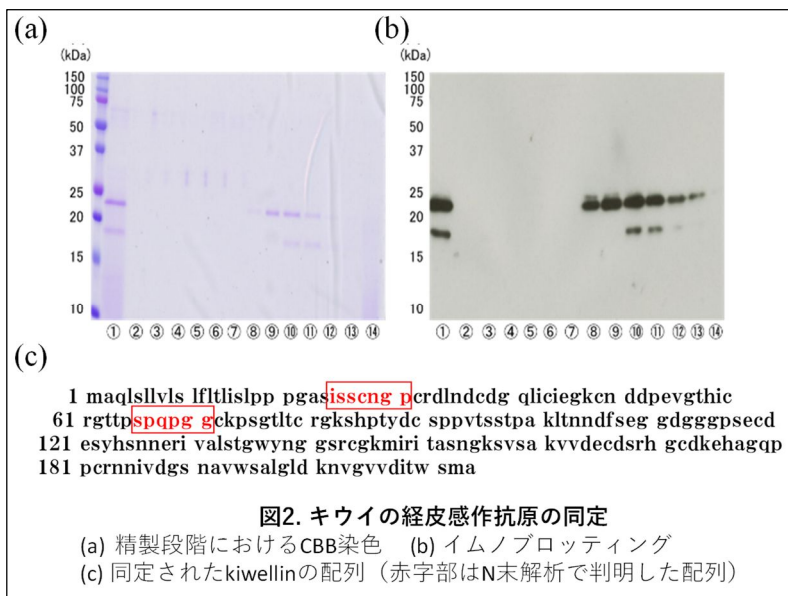 (a)
(kDa)
150
100
75
50
37
25
20
15
10
① ② ③ ④ ⑤ ⑥ ⑦ ⑧ ⑨ ⑩ ⑪ ⑫ ⑬ ⑭
(b)
(kDa)
150
100
75
50
37
25
20
15
10
① ② ③ ④ ⑤ ⑥ ⑦ ⑧ ⑨ ⑩ ⑪ ⑫ ⑬ ⑭
(c)
1 maqlsllvls lfltlislpp pgasisscng pcrdlndcdg qliciegkcn ddpevgthic
61 rgttpspqpg gckpsgtltc rgkshptydc sppvtsstpa kltnndfseg gdgggpsecd
121 esyhsnneri valstgwyng gsrcgkmiri tasngksvsa kvvdecdsrh gcdkehagqp
181 pcrnnivdgs navwsalgld knvgvvditw sma
図2. キウイの経皮感作抗原の同定
(a) 精製段階におけるCBB染色 (b) イムノブロッティング
(c) 同定されたkiwellinの配列（赤字部はN末解析で判明した配列）